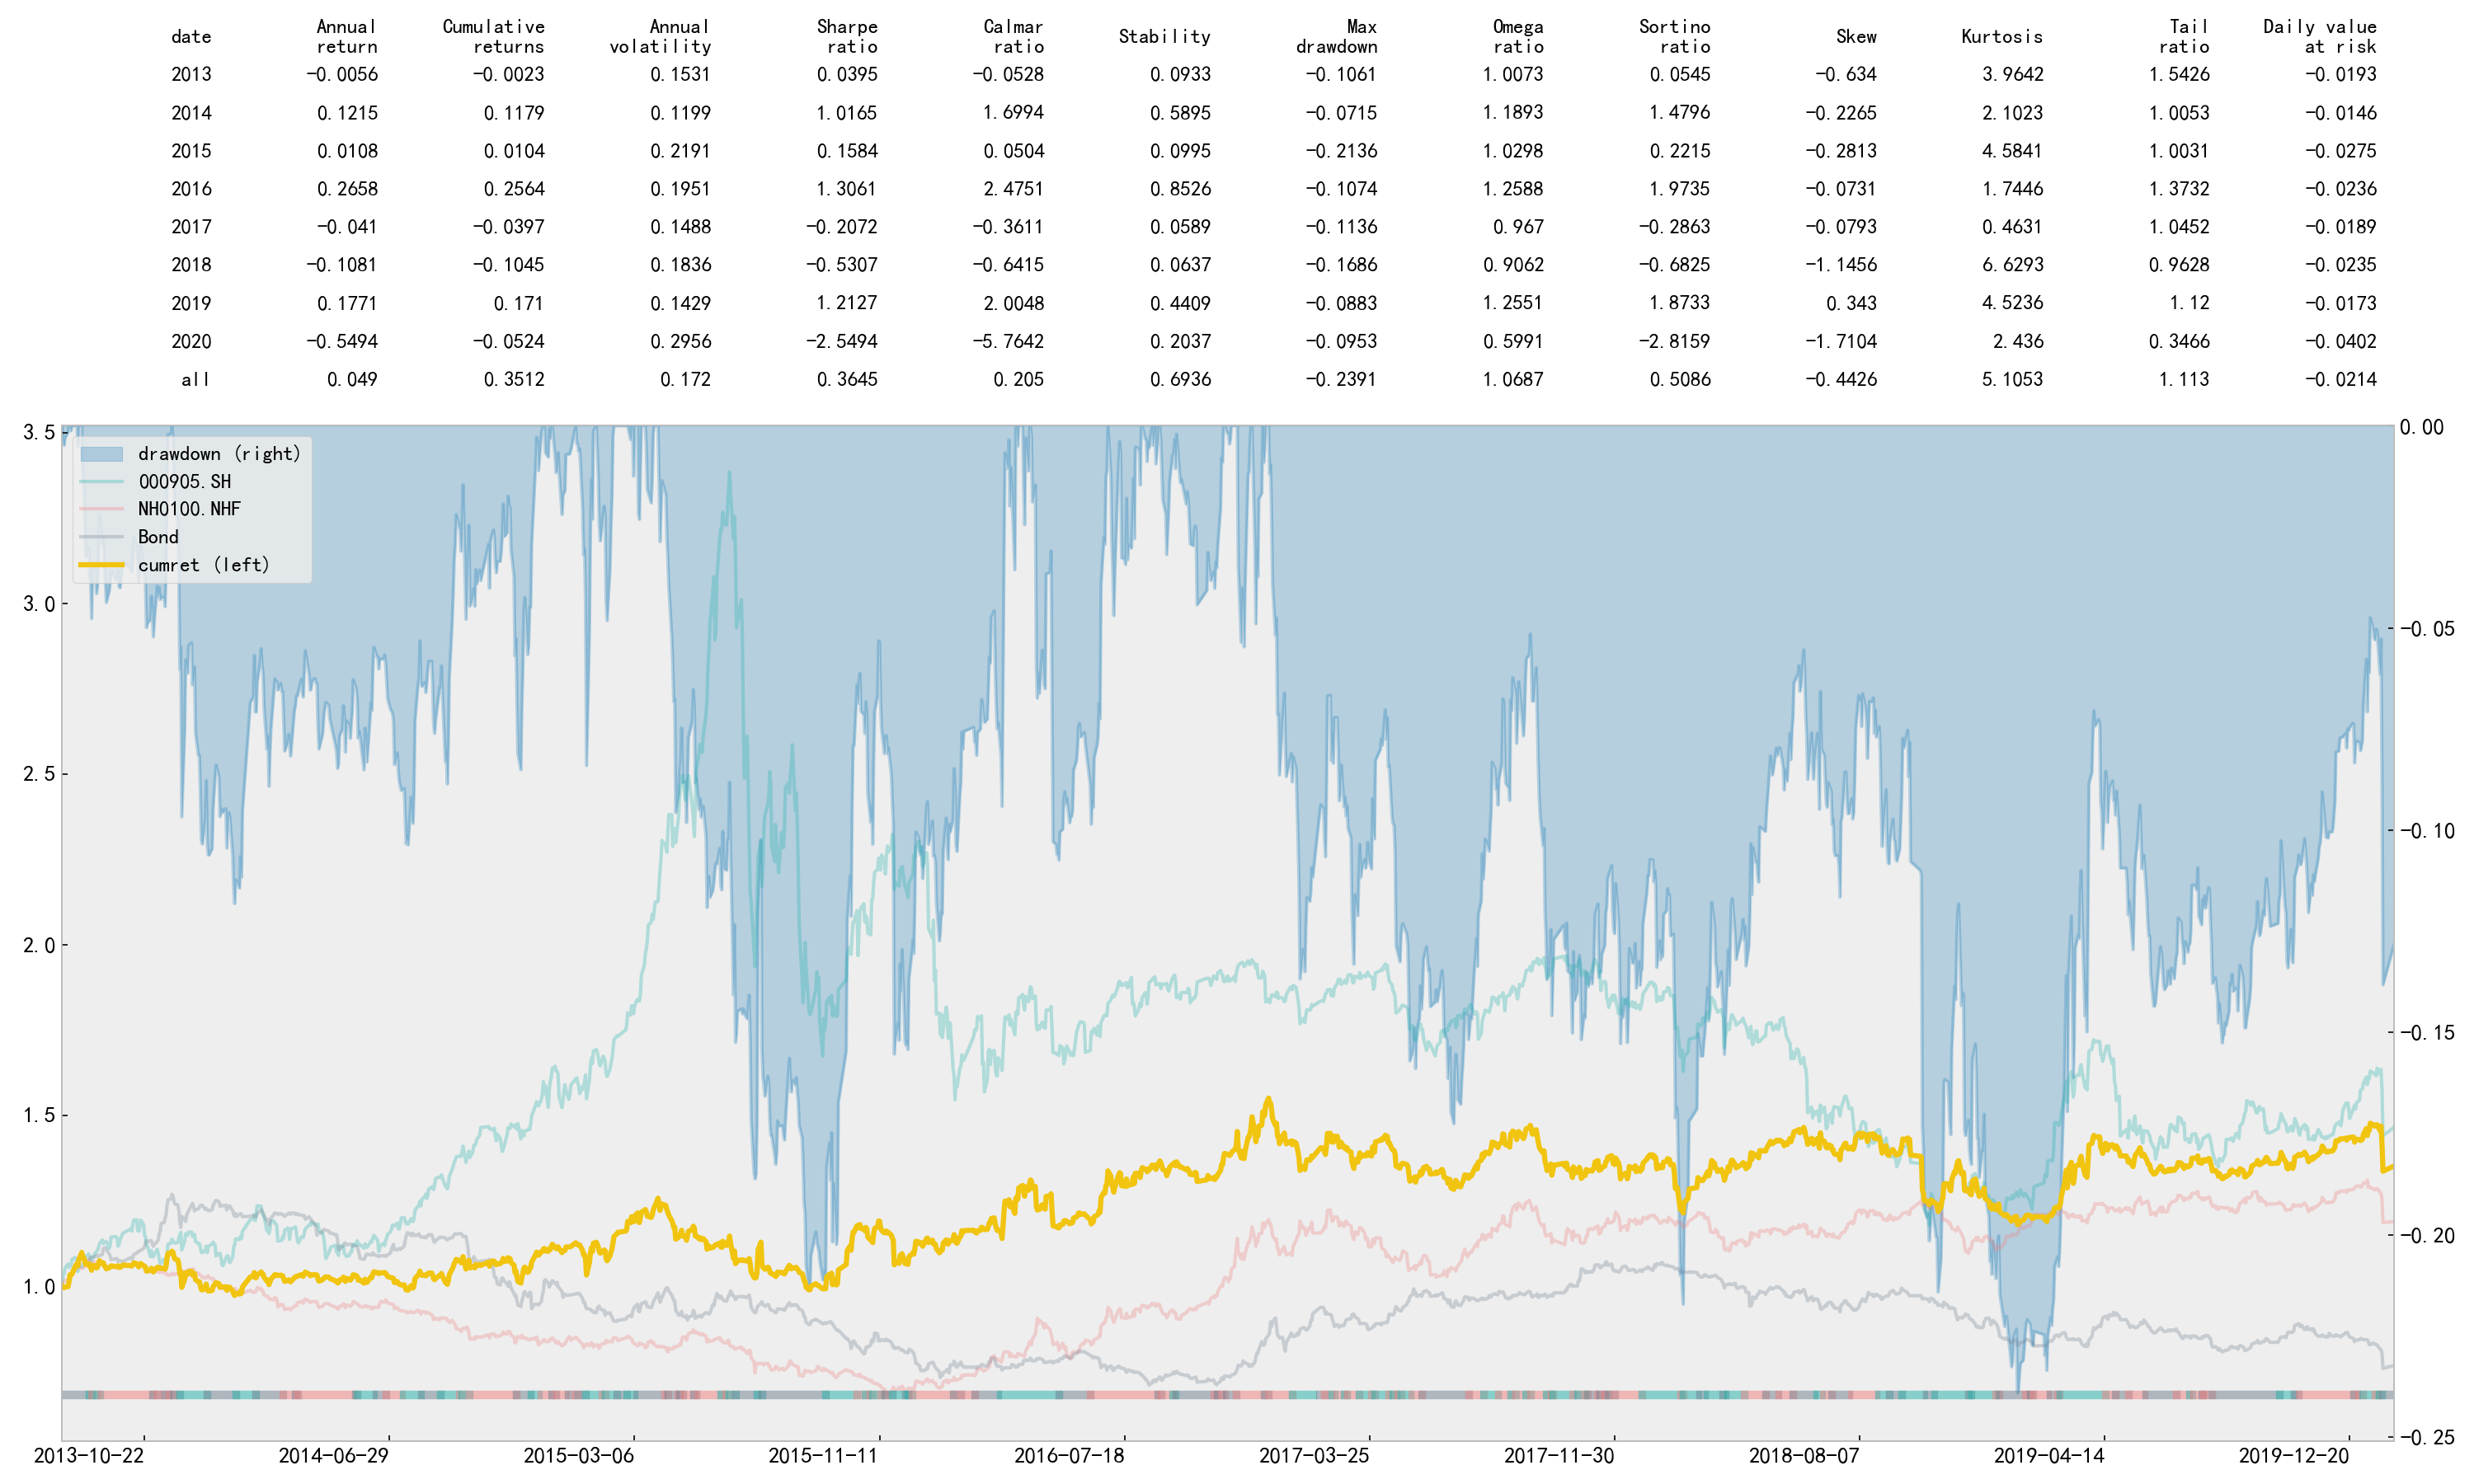 date Annual return Cumulative returns Annual volatility Sharpe ratio Calmar ratio Stability Max drawdown Omega ratio Sortino ratio Skew Kurtosis Tail ratio Daily value at risk
2013 -0.0056 -0.0023 0.1531 0.0395 -0.0528 0.0933 -0.1061 1.0073 0.0545 -0.634 3.9642 1.5426 -0.0193
2014 0.1215 0.1179 0.1199 1.0165 1.6994 0.5895 -0.0715 1.1893 1.4796 -0.2265 2.1023 1.0053 -0.0146
2015 0.0108 0.0104 0.2191 0.1584 0.0504 0.0995 -0.2136 1.0298 0.2215 -0.2813 4.5841 1.0031 -0.0275
2016 0.2658 0.2564 0.1951 1.3061 2.4751 0.8526 -0.1074 1.2588 1.9735 -0.0731 1.7446 1.3732 -0.0236
2017 -0.041 -0.0397 0.1488 -0.2072 -0.3611 0.0589 -0.1136 0.967 -0.2863 -0.0793 0.4631 1.0452 -0.0189
2018 -0.1081 -0.1045 0.1836 -0.5307 -0.6415 0.0637 -0.1686 0.9062 -0.6825 -1.1456 6.6293 0.9628 -0.0235
2019 0.1771 0.171 0.1429 1.2127 2.0048 0.4409 -0.0883 1.2551 1.8733 0.343 4.5236 1.12 -0.0173
2020 -0.5494 -0.0524 0.2956 -2.5494 -5.7642 0.2037 -0.0953 0.5991 -2.8159 -1.7104 2.436 0.3466 -0.0402
all 0.049 0.3512 0.172 0.3645 0.205 0.6936 -0.2391 1.0687 0.5086 -0.4426 5.1053 1.113 -0.0214
3.5
3.0
2.5
2.0
1.5
1.0
drawdown (right)
000905.SH
NH0100.NHF
Bond
cumret (left)
0.00
-0.05
-0.10
-0.15
-0.20
-0.25
2013-10-22 2014-06-29 2015-03-06 2015-11-11 2016-07-18 2017-03-25 2017-11-30 2018-08-07 2019-04-14 2019-12-20